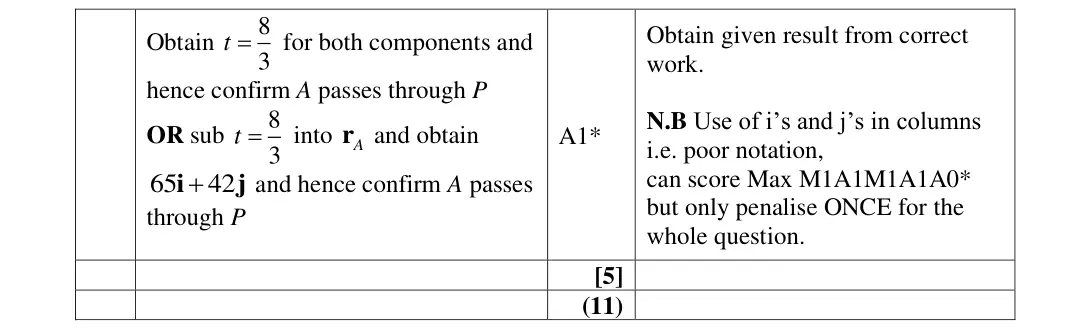 Obtain t = 8/3 for both components and
hence confirm A passes through P
OR sub t = 8/3 into r_A and obtain
65i + 42j and hence confirm A passes
through P
A1*
Obtain given result from correct
work.
N.B Use of i's and j's in columns
i.e. poor notation,
can score Max M1A1M1A1A0*
but only penalise ONCE for the
whole question.
[5]
(11)